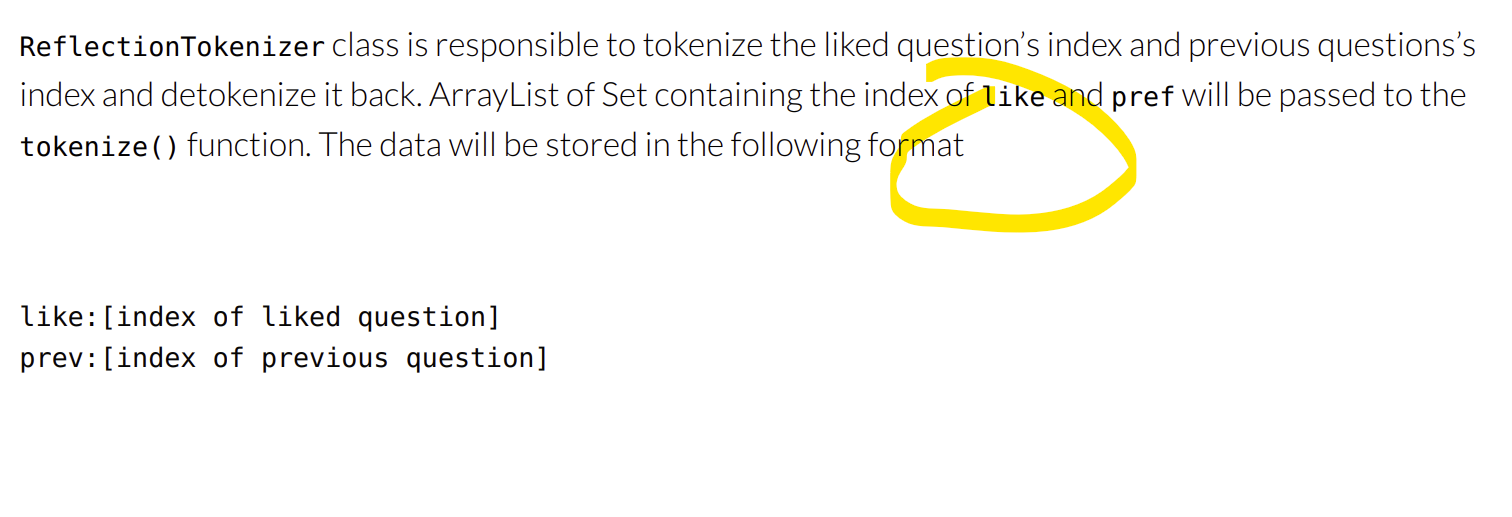 ReflectionTokenizer class is responsible to tokenize the liked question’s index and previous questions’s
index and detokenize it back. ArrayList of Set containing the index of like and pref will be passed to the
tokenize() function. The data will be stored in the following format
like:[index of liked question]
prev:[index of previous question]